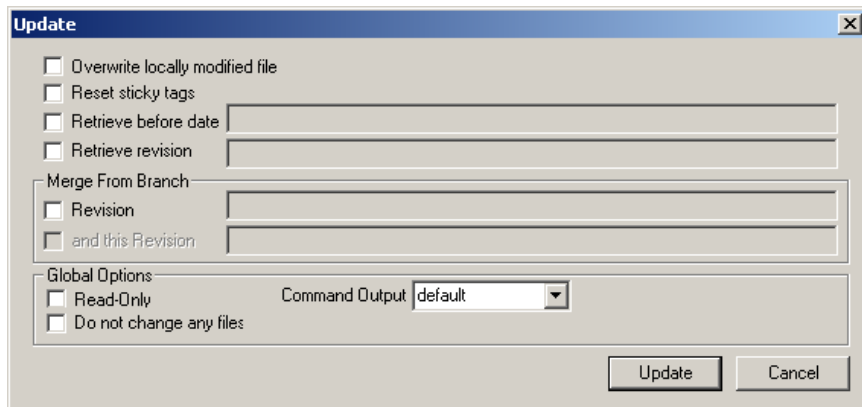 Update
Overwrite locally modified file
Reset sticky tags
Retrieve before date
Retrieve revision
Merge From Branch
Revision
and this Revision
Global Options
Read-Only Command Output default
Do not change any files
Update Cancel